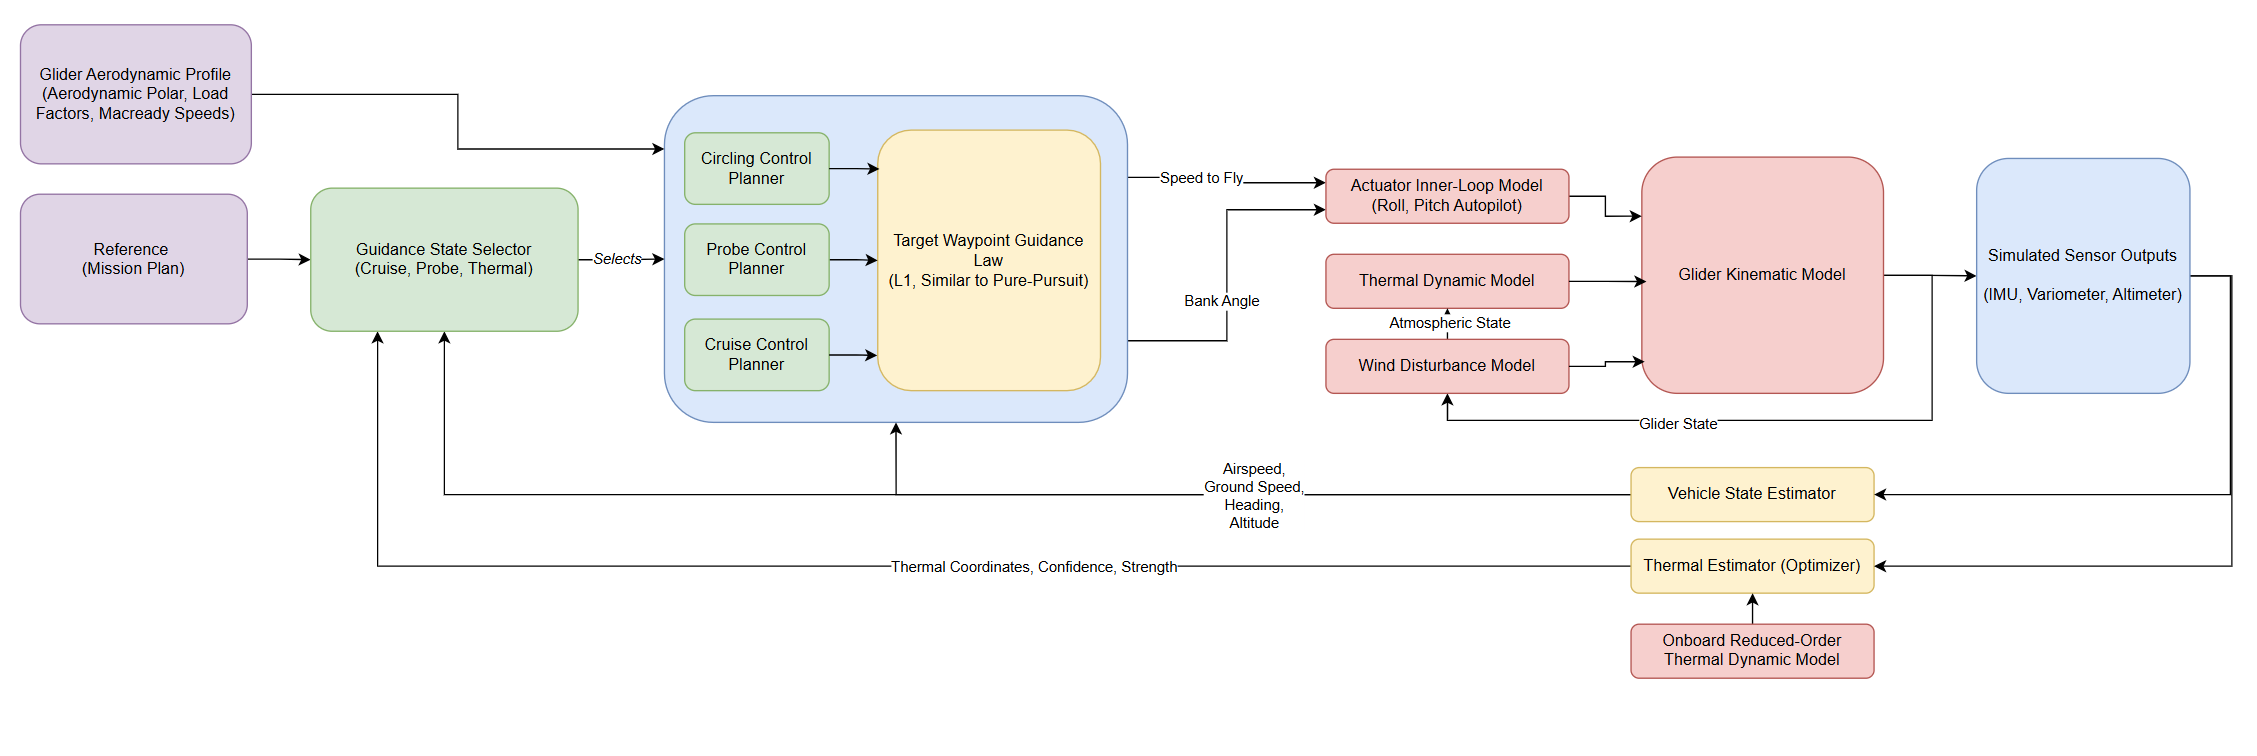 Glider Aerodynamic Profile
(Aerodynamic Polar, Load
Factors, Macready Speeds)
Reference
(Mission Plan)
Guidance State Selector
(Cruise, Probe, Thermal)
Selects
Circling Control
Planner
Probe Control
Planner
Cruise Control
Planner
Target Waypoint Guidance
Law
(L1, Similar to Pure-Pursuit)
Speed to Fly
Bank Angle
Actuator Inner-Loop Model
(Roll, Pitch Autopilot)
Thermal Dynamic Model
Atmospheric State
Wind Disturbance Model
Glider Kinematic Model
Glider State
Simulated Sensor Outputs
(IMU, Variometer, Altimeter)
Airspeed,
Ground Speed,
Heading,
Altitude
Vehicle State Estimator
Thermal Coordinates, Confidence, Strength
Thermal Estimator (Optimizer)
Onboard Reduced-Order
Thermal Dynamic Model